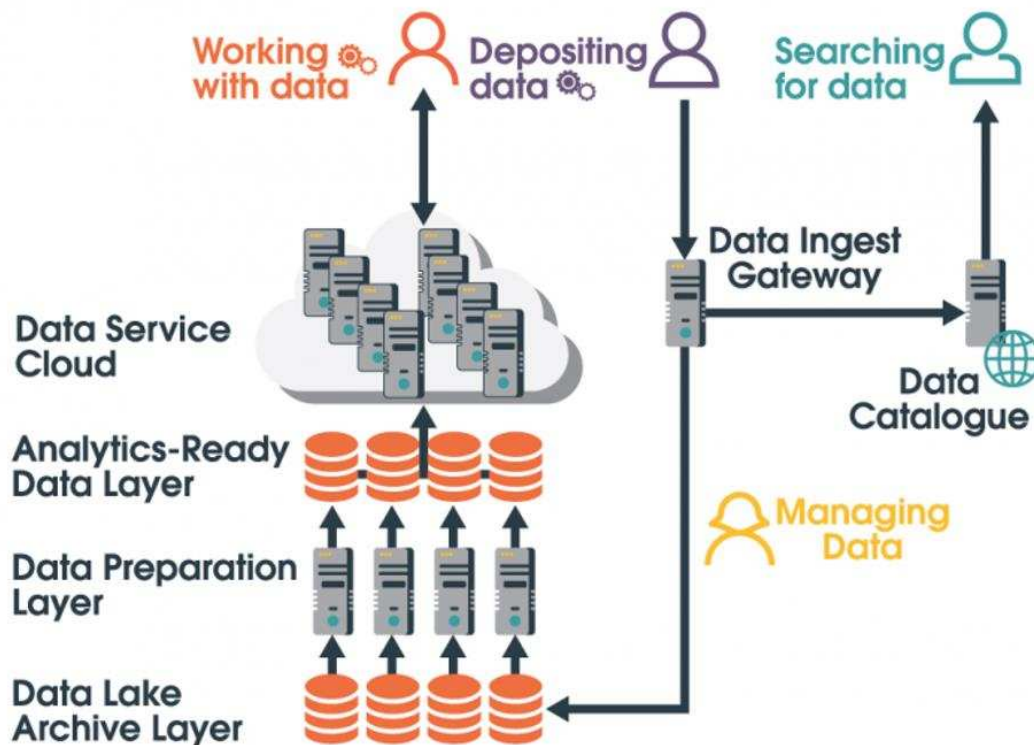 Working
with data
Depositing
data
Searching
for data
Data Ingest
Gateway
Data Service
Cloud
Data
Catalogue
Analytics-Ready
Data Layer
Managing
Data
Data Preparation
Layer
Data Lake
Archive Layer